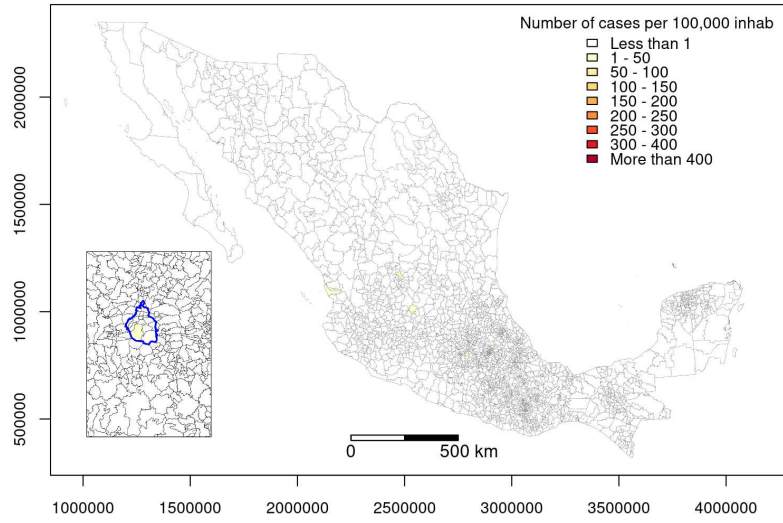 Number of cases per 100,000 inhab
Less than 1
1 - 50
50 - 100
100 - 150
150 - 200
200 - 250
250 - 300
300 - 400
More than 400
2000000
1500000
1000000
500000
0 500 km
1000000 1500000 2000000 2500000 3000000 3500000 4000000